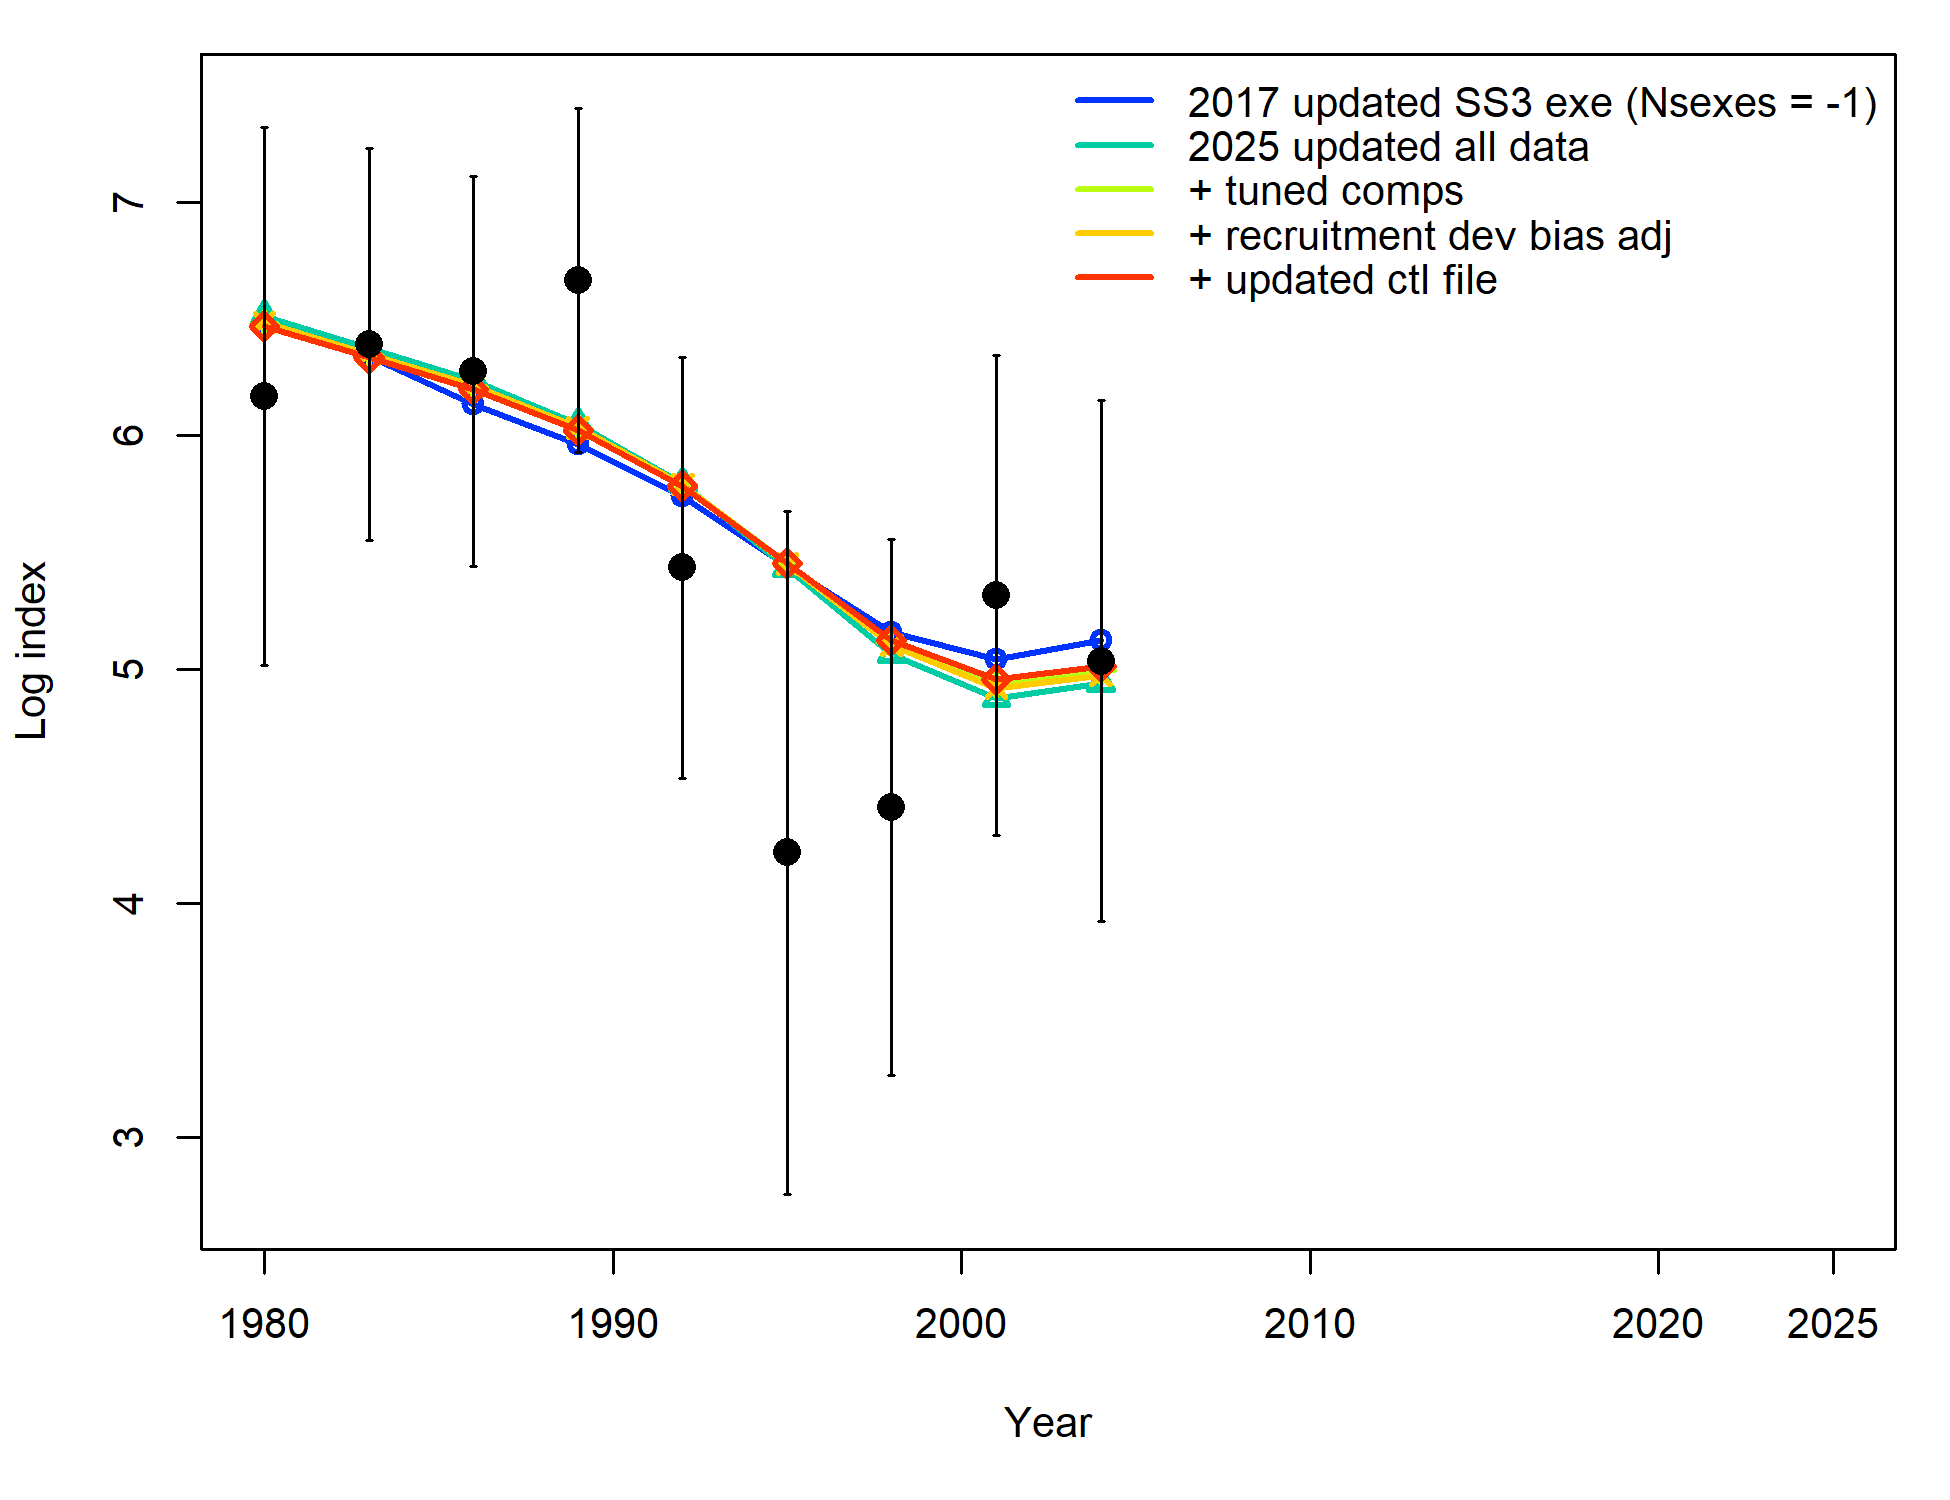 2017 updated SS3 exe (Nsexes = -1)
2025 updated all data
+ tuned comps
+ recruitment dev bias adj
+ updated ctl file
Log index
7
6
5
4
3
1980 1990 2000 2010 2020 2025
Year